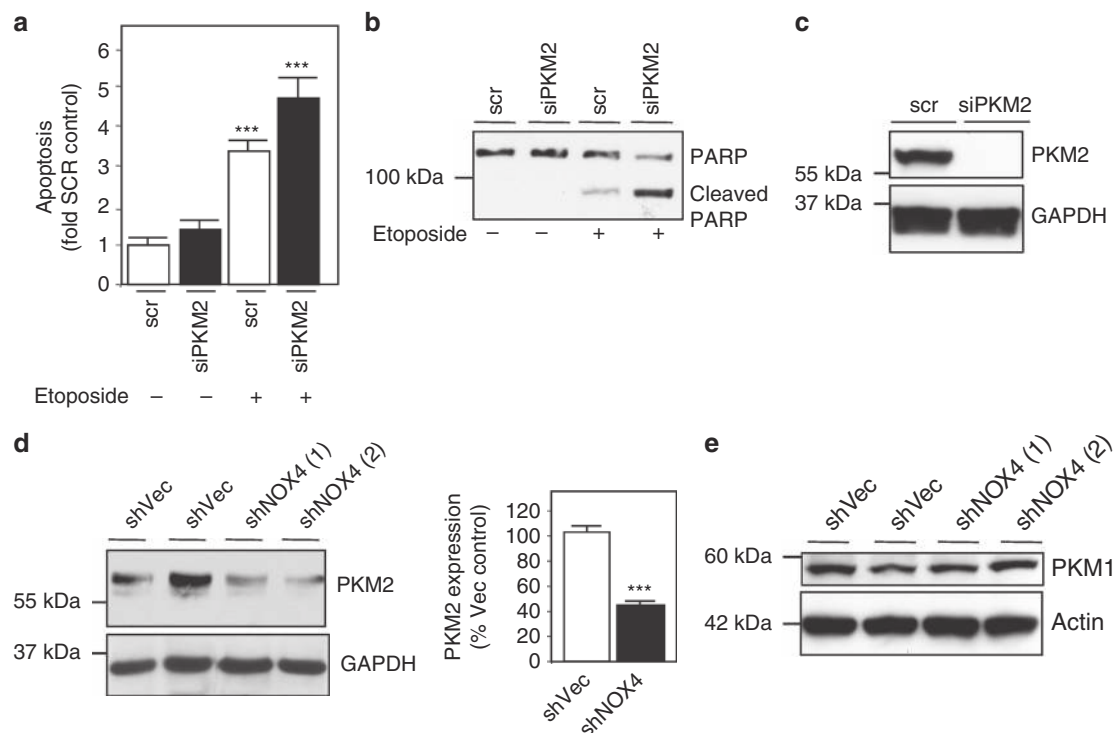 a
Apoptosis
(fold SCR control)
6
5
4
3
2
1
0
***
***
scr
siPKM2
scr
siPKM2
Etoposide – – + +
b
scr
siPKM2
scr
siPKM2
100 kDa
PARP
Cleaved
PARP
Etoposide – – + +
c
scr siPKM2
55 kDa
37 kDa
PKM2
GAPDH
d
shVec
shVec
shNOX4 (1)
shNOX4 (2)
55 kDa
37 kDa
PKM2
GAPDH
PKM2 expression
(% Vec control)
120
100
80
60
40
20
0
***
shVec
shNOX4
e
shVec
shVec
shNOX4 (1)
shNOX4 (2)
60 kDa
42 kDa
PKM1
Actin